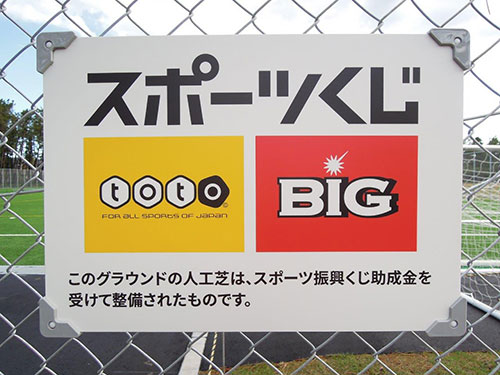 スポーツくじ
toto
FOR ALL SPORTS OF JAPAN
BIG
このグラウンドの人工芝は、スポーツ振興くじ助成金を
受けて整備されたものです。